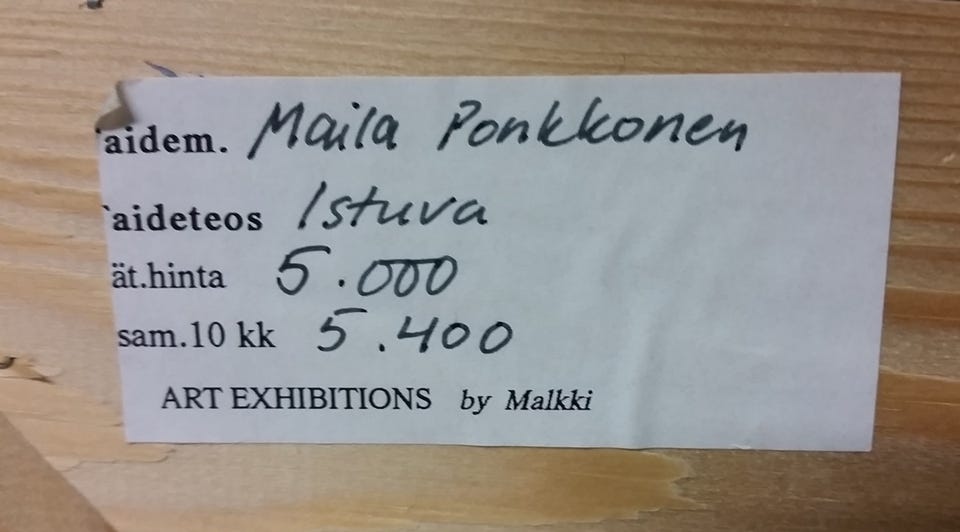 aidem. Maila Ponkkonen
aideteos Istuva
ät.hinta 5.000
sam.10 kk 5.400
ART EXHIBITIONS by Malkki